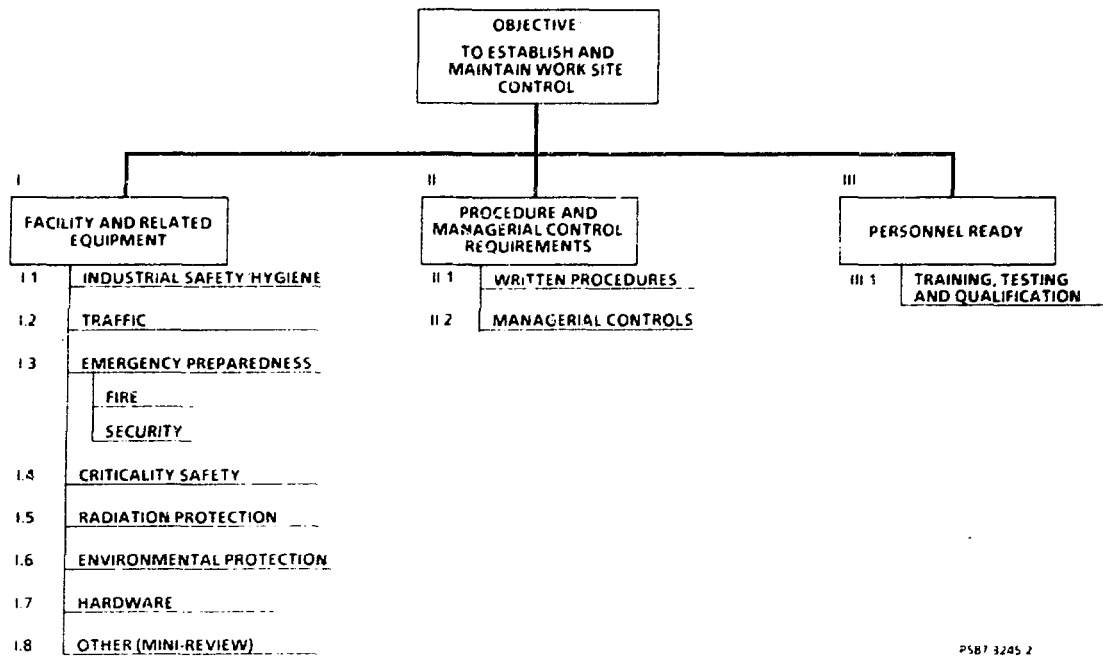 OBJECTIVE
TO ESTABLISH AND
MAINTAIN WORK SITE
CONTROL
I
FACILITY AND RELATED
EQUIPMENT
I.1 INDUSTRIAL SAFETY HYGIENE
I.2 TRAFFIC
I.3 EMERGENCY PREPAREDNESS
FIRE
SECURITY
I.4 CRITICALITY SAFETY
I.5 RADIATION PROTECTION
I.6 ENVIRONMENTAL PROTECTION
I.7 HARDWARE
I.8 OTHER (MINI-REVIEW)
II
PROCEDURE AND
MANAGERIAL CONTROL
REQUIREMENTS
II.1 WRITTEN PROCEDURES
II.2 MANAGERIAL CONTROLS
III
PERSONNEL READY
III.1 TRAINING, TESTING
AND QUALIFICATION
PS87 3245 2